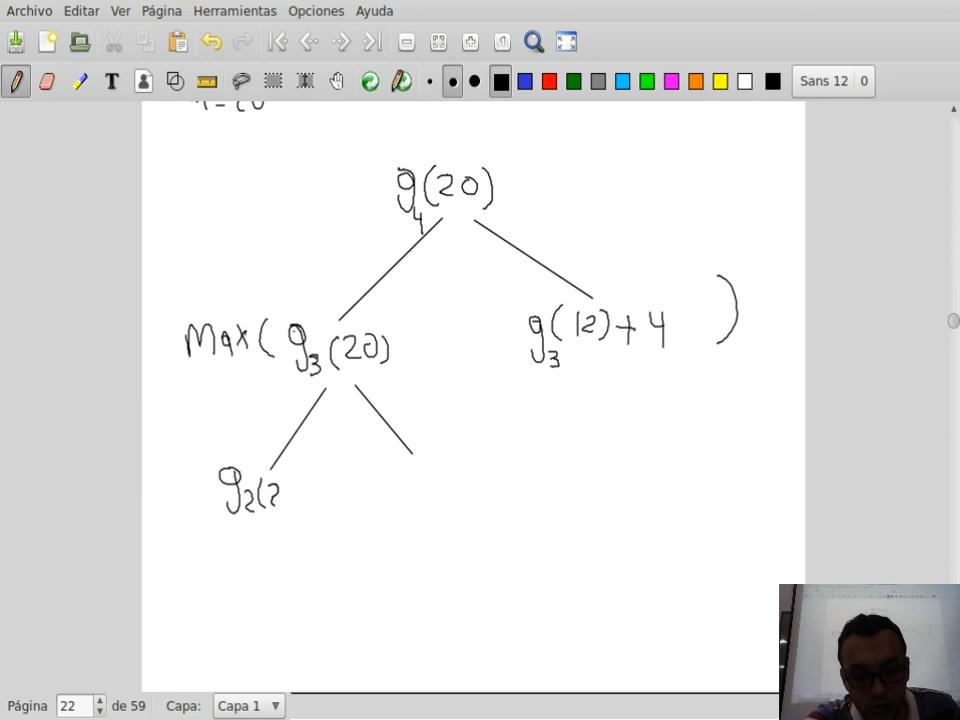 Archivo Editar Ver Página Herramientas Opciones Ayuda
T Sans 12 0
g4(20)
Max( g3(20) g3(12)+4 )
g2(2
Página 22 de 59 Capa: Capa 1